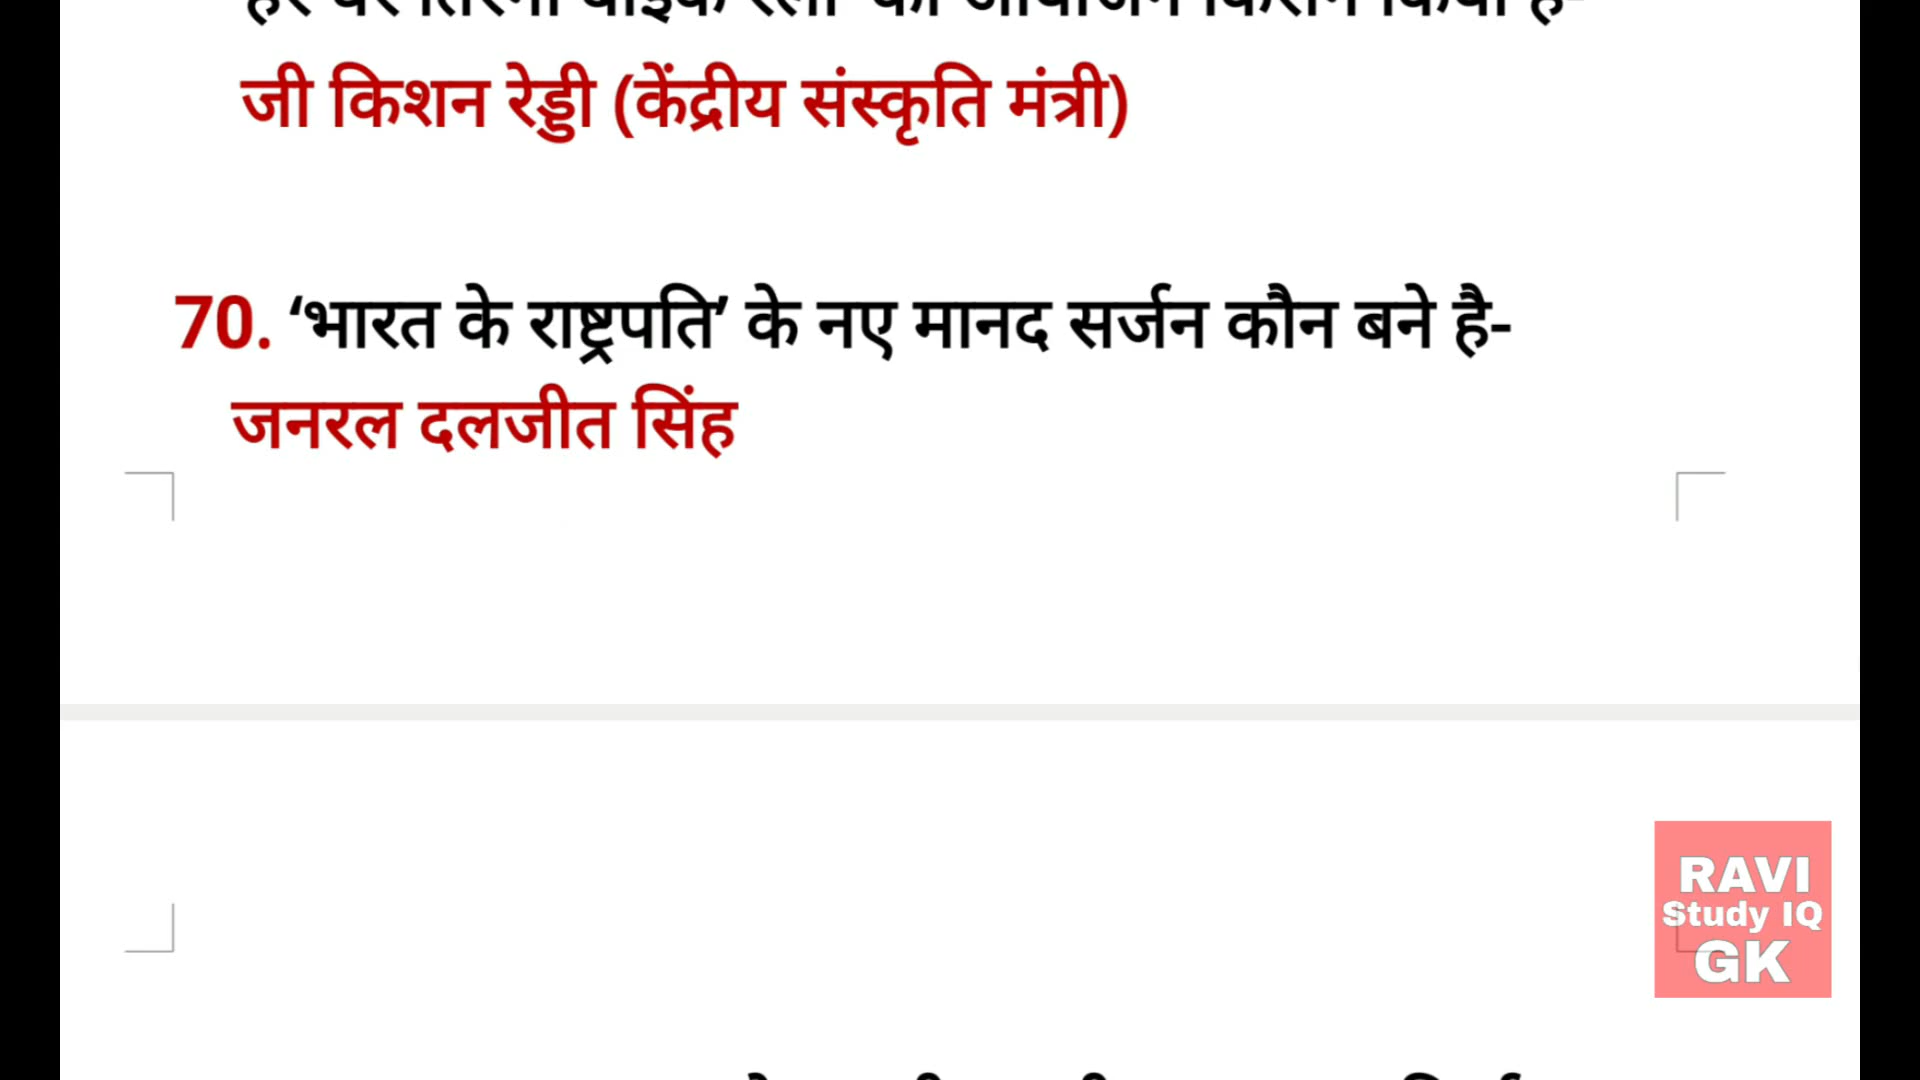 जी किशन रेड्डी (केंद्रीय संस्कृति मंत्री)
70. ‘भारत के राष्ट्रपति’ के नए मानद सर्जन कौन बने है-
जनरल दलजीत सिंह
RAVI
Study IQ
GK